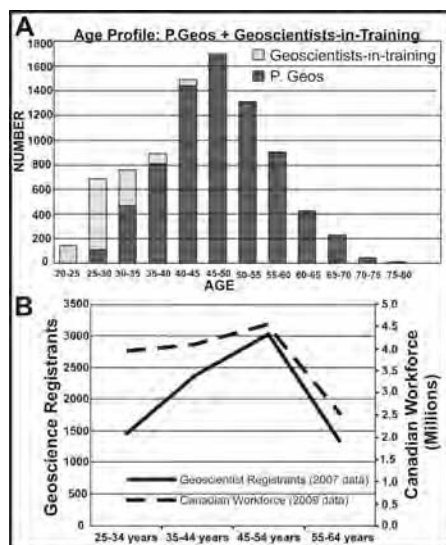 A
Age Profile: P.Geos + Geoscientists-in-Training
1800
1600
1400
1200
1000
800
600
400
200
0
NUMBER
Geoscientists-in-training
P. Geos
20-25 25-30 30-35 35-40 40-45 45-50 50-55 55-60 60-65 65-70 70-75 75-80
AGE
B
3500
3000
2500
2000
1500
1000
500
0
Geoscience Registrants
5.0
4.5
4.0
3.5
3.0
2.5
2.0
1.5
1.0
0.5
0.0
Canadian Workforce
(Millions)
Geoscientist Registrants (2007 data)
Canadian Workforce (2009 data)
25-34 years 35-44 years 45-54 years 55-64 years